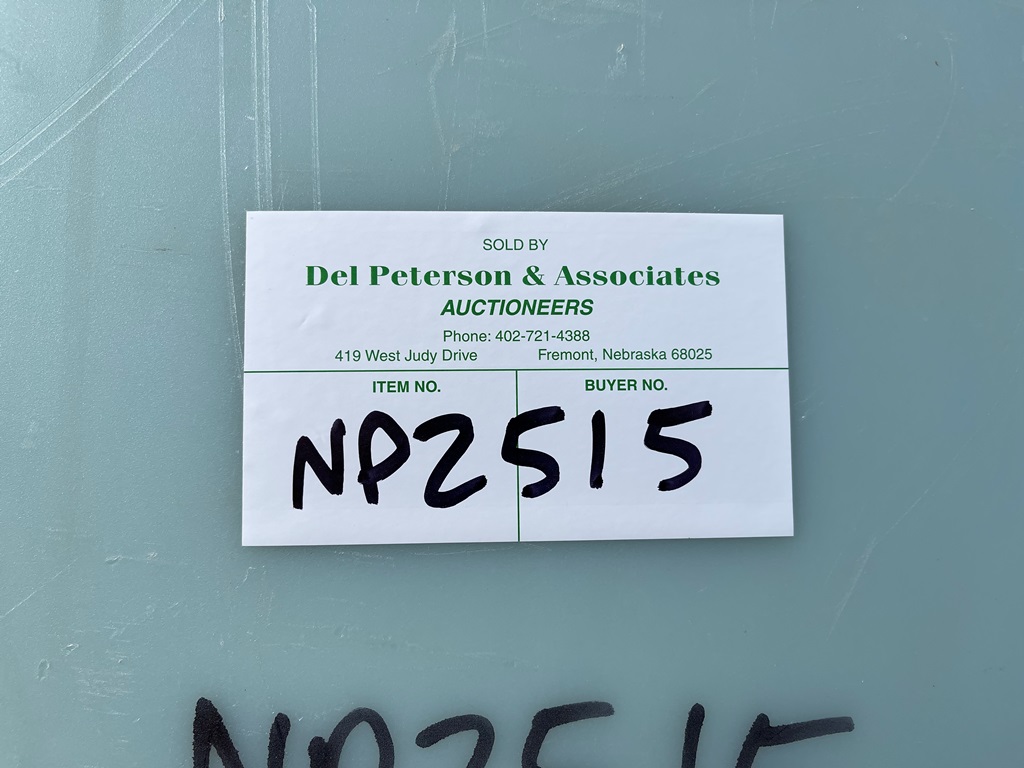 SOLD BY
Del Peterson & Associates
AUCTIONEERS
Phone: 402-721-4388
419 West Judy Drive Fremont, Nebraska 68025
ITEM NO. BUYER NO.
NP2515
NP2515